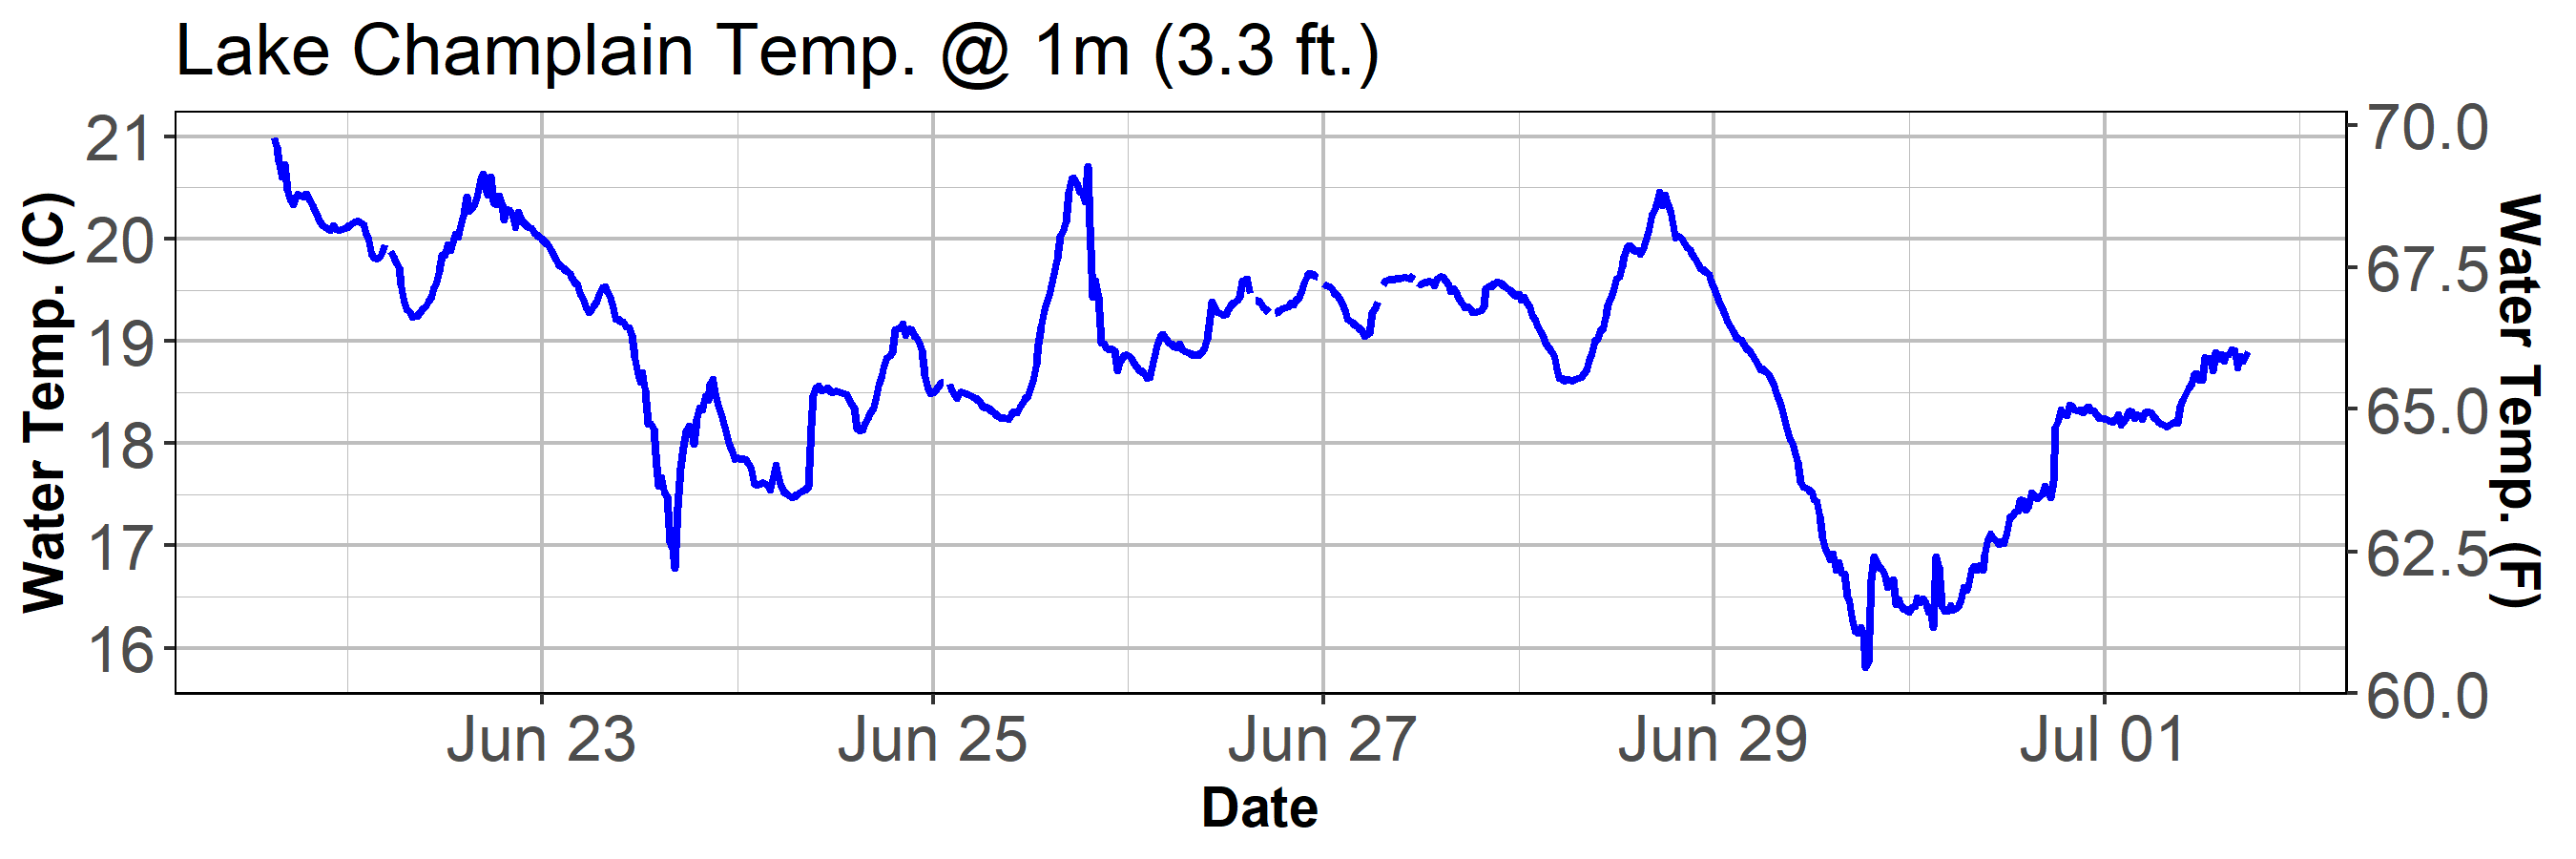 Lake Champlain Temp. @ 1m (3.3 ft.)
Water Temp. (C)
21
20
19
18
17
16
70.0
67.5
65.0
62.5
60.0
Water Temp. (F)
Jun 23 Jun 25 Jun 27 Jun 29 Jul 01
Date